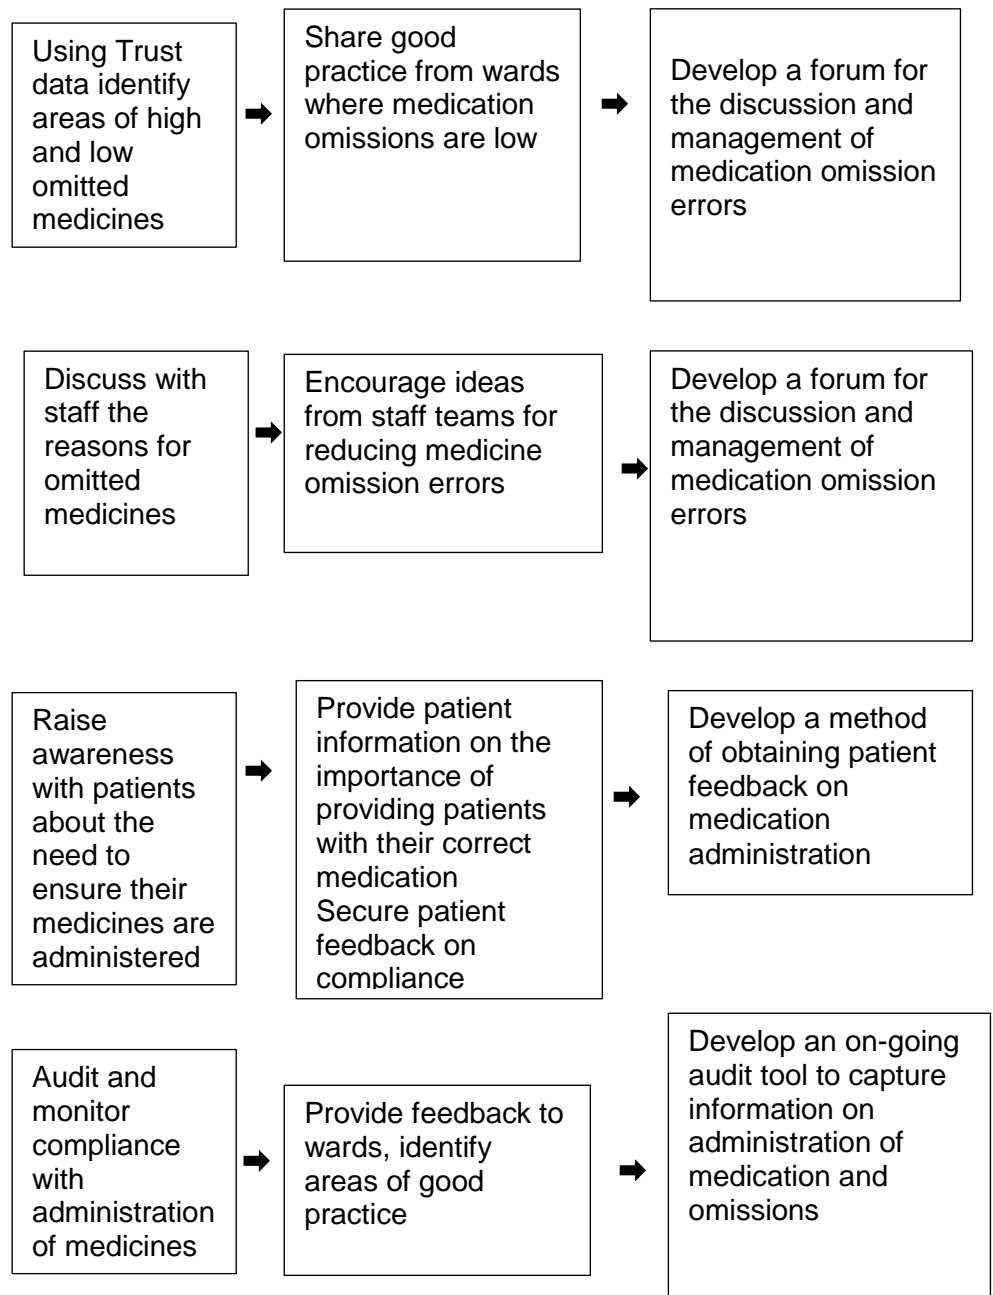 Using Trust
data identify
areas of high
and low
omitted
medicines
Share good
practice from wards
where medication
omissions are low
Develop a forum for
the discussion and
management of
medication omission
errors
Discuss with
staff the
reasons for
omitted
medicines
Encourage ideas
from staff teams for
reducing medicine
omission errors
Develop a forum for
the discussion and
management of
medication omission
errors
Raise
awareness
with patients
about the
need to
ensure their
medicines are
administered
Provide patient
information on the
importance of
providing patients
with their correct
medication
Secure patient
feedback on
compliance
Develop a method
of obtaining patient
feedback on
medication
administration
Audit and
monitor
compliance
with
administration
of medicines
Provide feedback to
wards, identify
areas of good
practice
Develop an on-going
audit tool to capture
information on
administration of
medication and
omissions